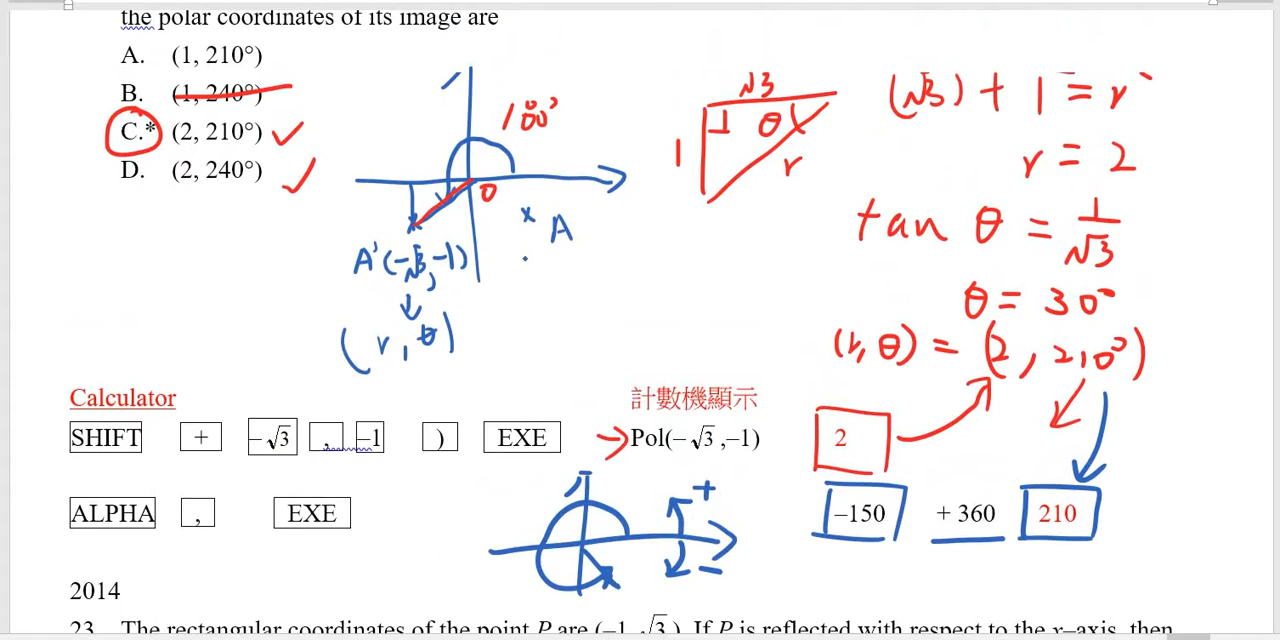 the polar coordinates of its image are
A. (1, 210°)
B. (1, 240°)
C.* (2, 210°)
D. (2, 240°)
180°
O
A
A'(-√3, -1)
(r, θ)
√3
1
θ
r
(√3) + 1 = r
r = 2
tan θ = 1/√3
θ = 30°
(r, θ) = (2, 210°)
Calculator
計數機顯示
SHIFT + –√3 , –1 ) EXE
Pol(–√3 ,–1)
2
ALPHA , EXE
+
–
–150 + 360 210
2014
23. The rectangular coordinates of the point P are (–1, √3). If P is reflected with respect to the x–axis, then